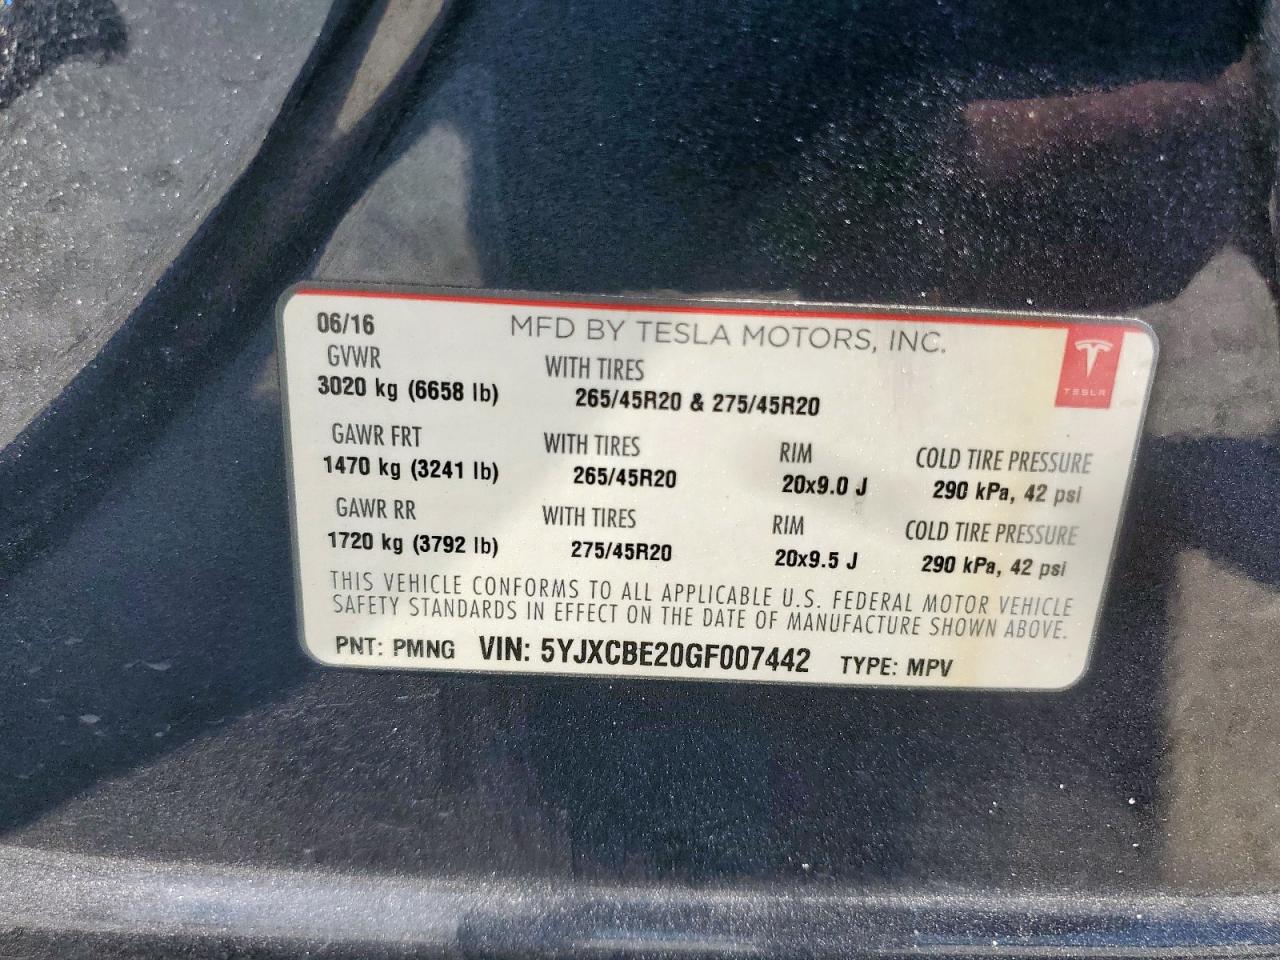 06/16 MFD BY TESLA MOTORS, INC.
TESLA
GVWR WITH TIRES
3020 kg (6658 lb) 265/45R20 & 275/45R20
GAWR FRT WITH TIRES RIM COLD TIRE PRESSURE
1470 kg (3241 lb) 265/45R20 20x9.0 J 290 kPa, 42 psi
GAWR RR WITH TIRES RIM COLD TIRE PRESSURE
1720 kg (3792 lb) 275/45R20 20x9.5 J 290 kPa, 42 psi
THIS VEHICLE CONFORMS TO ALL APPLICABLE U.S. FEDERAL MOTOR VEHICLE
SAFETY STANDARDS IN EFFECT ON THE DATE OF MANUFACTURE SHOWN ABOVE.
PNT: PMNG VIN: 5YJXCBE20GF007442 TYPE: MPV